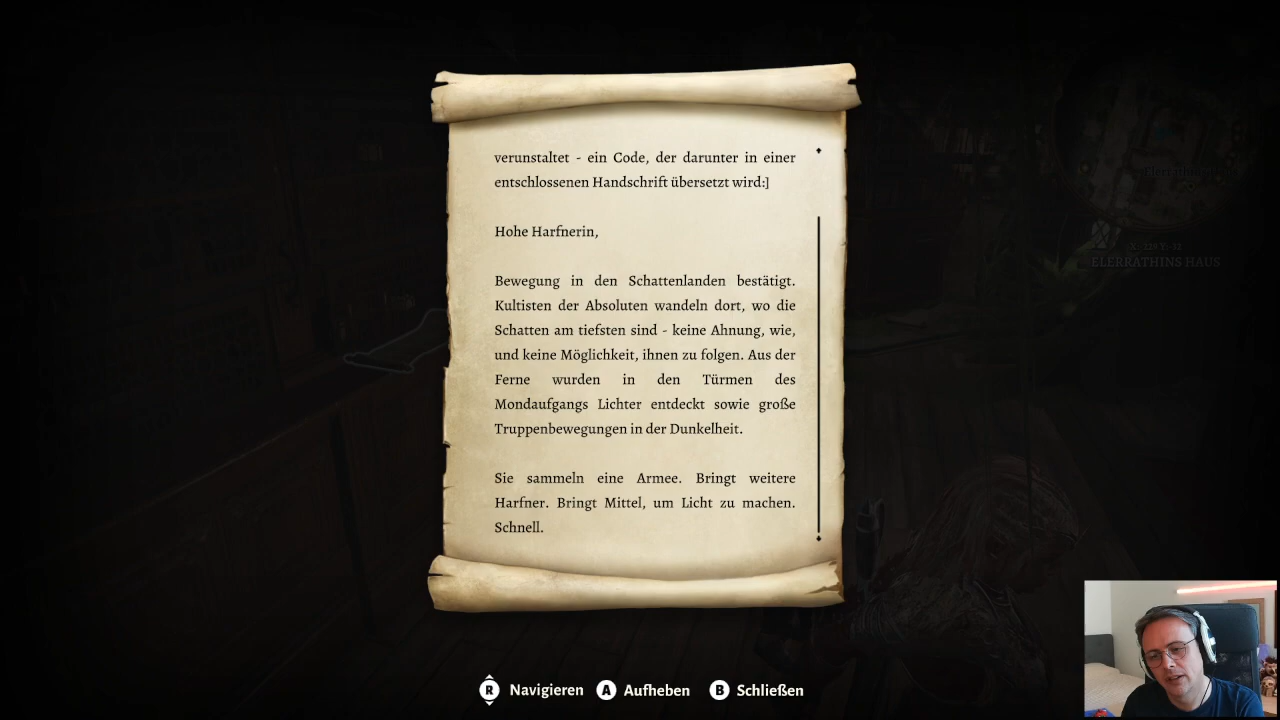 verunstaltet - ein Code, der darunter in einer
entschlossenen Handschrift übersetzt wird:]
Hohe Harfnerin,
Bewegung in den Schattenlanden bestätigt.
Kultisten der Absoluten wandeln dort, wo die
Schatten am tiefsten sind - keine Ahnung, wie,
und keine Möglichkeit, ihnen zu folgen. Aus der
Ferne wurden in den Türmen des
Mondaufgangs Lichter entdeckt sowie große
Truppenbewegungen in der Dunkelheit.
Sie sammeln eine Armee. Bringt weitere
Harfner. Bringt Mittel, um Licht zu machen.
Schnell.
ELERRATHINS HAUS
R Navigieren A Aufheben B Schließen